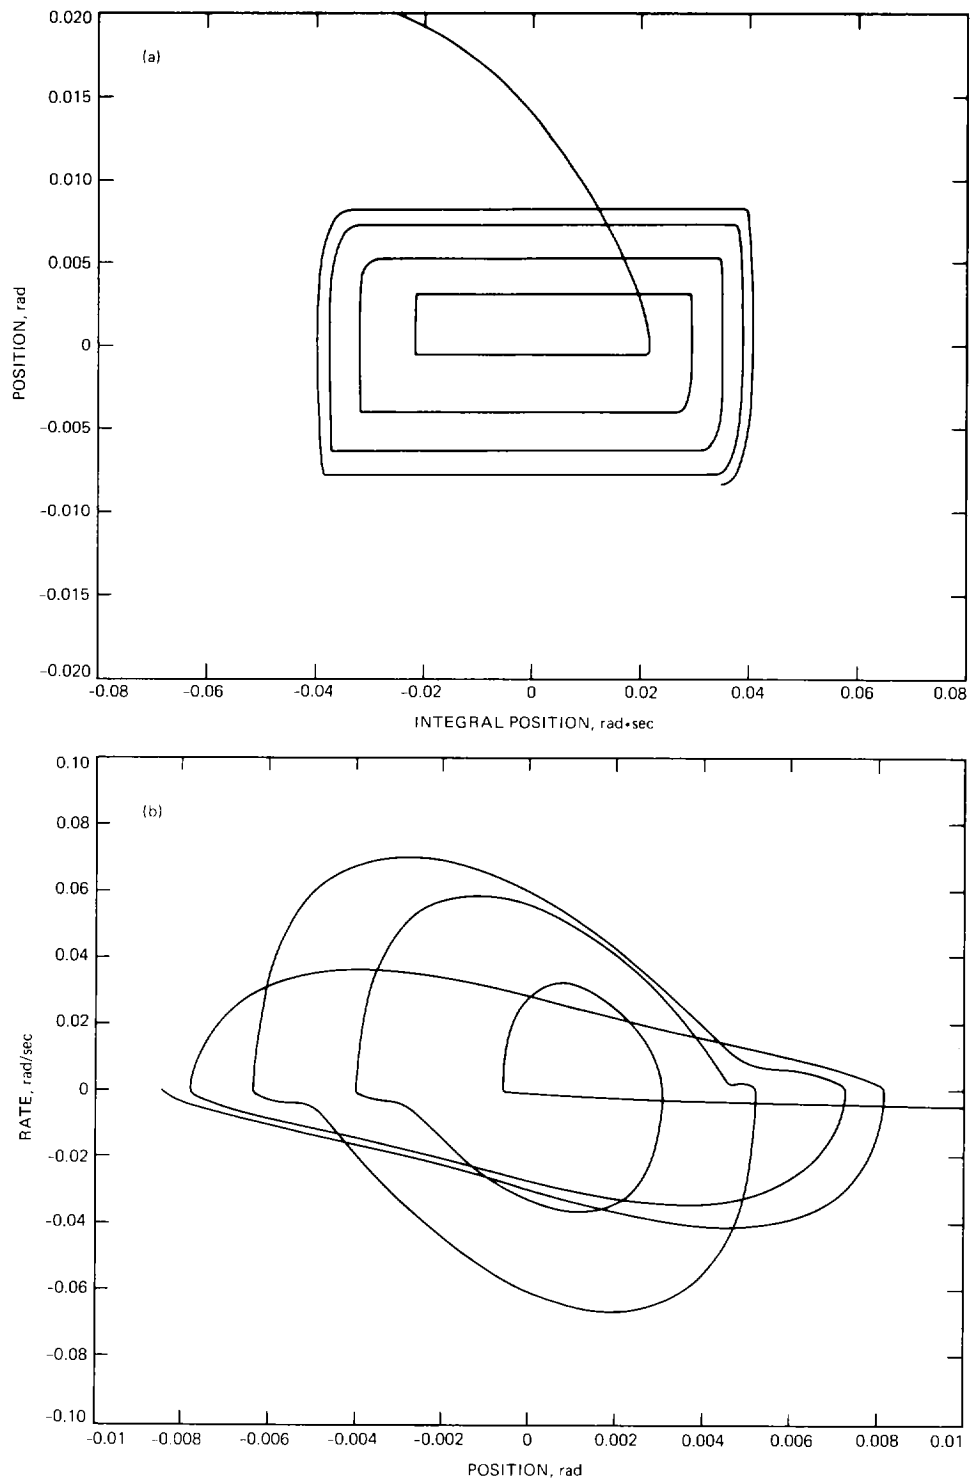 (a)
0.020
0.015
0.010
0.005
0
-0.005
-0.010
-0.015
-0.020
POSITION, rad
-0.08 -0.06 -0.04 -0.02 0 0.02 0.04 0.06 0.08
INTEGRAL POSITION, rad•sec
(b)
0.10
0.08
0.06
0.04
0.02
0
-0.02
-0.04
-0.06
-0.08
-0.10
RATE, rad/sec
-0.01 -0.008 -0.006 -0.004 -0.002 0 0.002 0.004 0.006 0.008 0.01
POSITION, rad